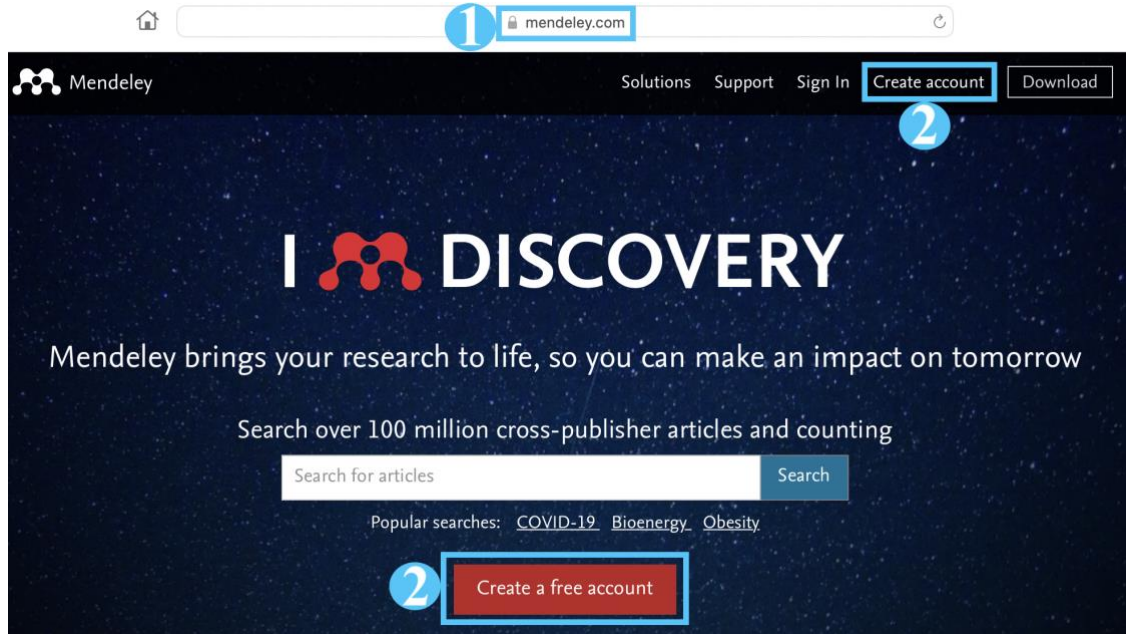 1 mendeley.com
Mendeley Solutions Support Sign In Create account Download
2
I DISCOVERY
Mendeley brings your research to life, so you can make an impact on tomorrow
Search over 100 million cross-publisher articles and counting
Search for articles Search
Popular searches: COVID-19 Bioenergy Obesity
2 Create a free account